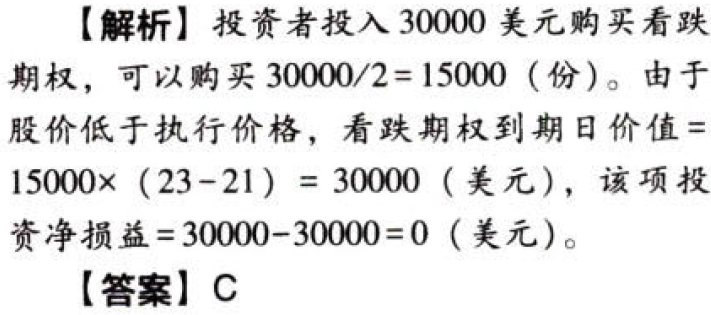 【解析】投资者投入 30000 美元购买看跌
期权，可以购买 30000/2=15000（份）。由于
股价低于执行价格，看跌期权到期日价值=
15000×（23-21）= 30000（美元），该项投
资净损益=30000-30000=0（美元）。
【答案】C